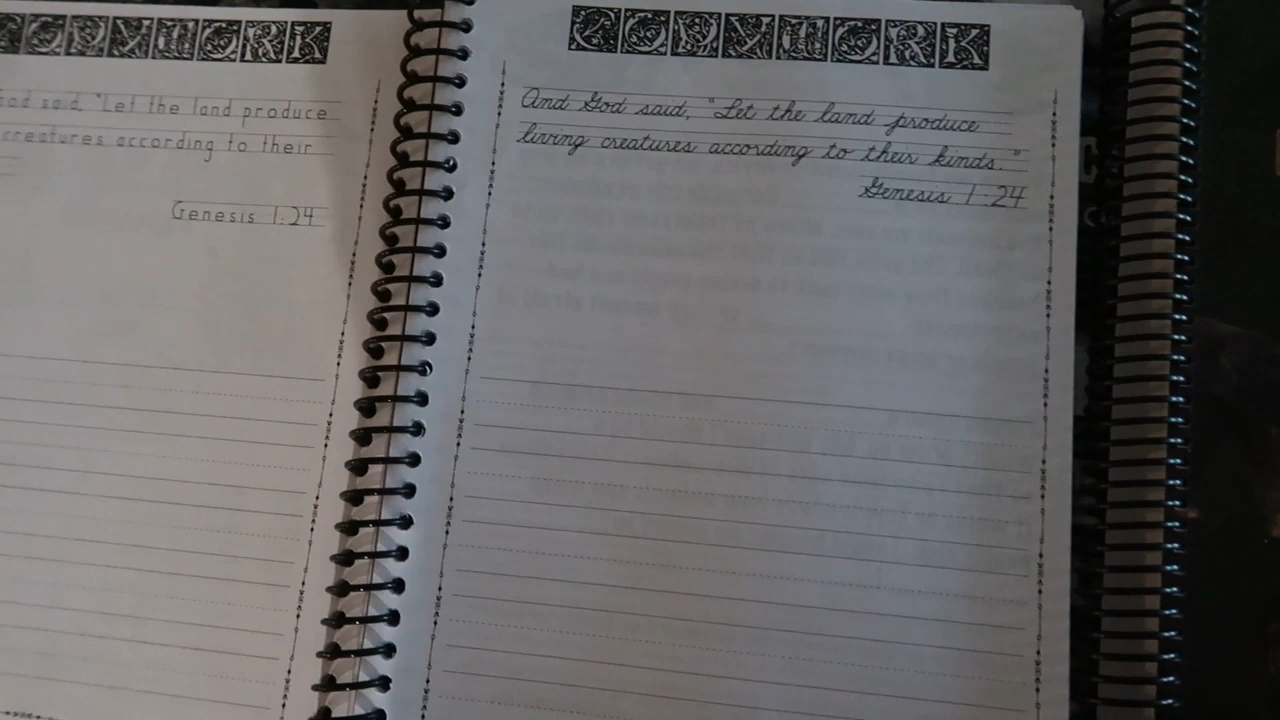 COPYWORK
God said, "Let the land produce
creatures according to their
Genesis 1:24
COPYWORK
And God said, "Let the land produce
living creatures according to their kinds."
Genesis 1:24